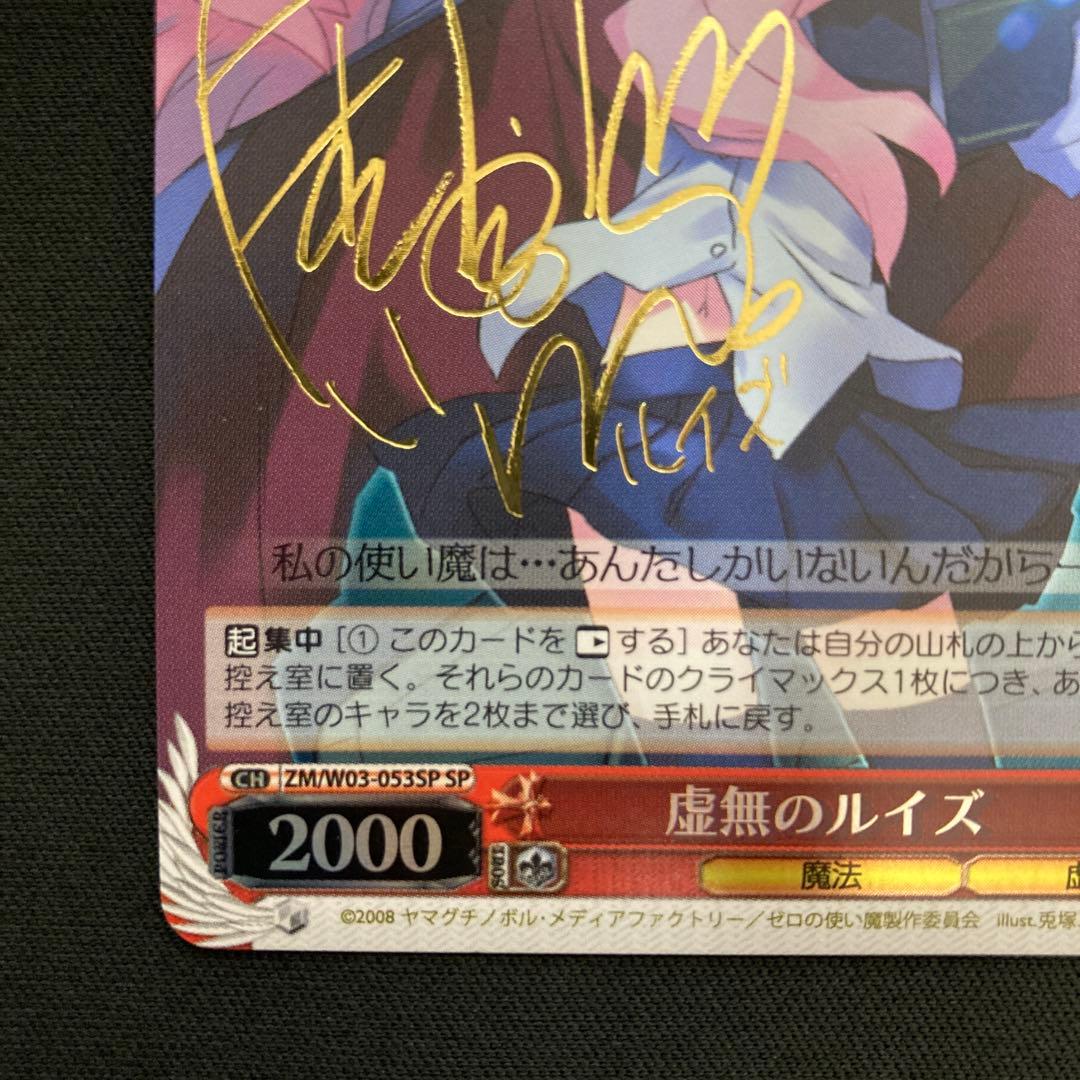 ルイズ
私の使い魔は…あんたしかいないんだから
起 集中 [① このカードを する] あなたは自分の山札の上から
控え室に置く。それらのカードのクライマックス1枚につき、あ
控え室のキャラを2枚まで選び、手札に戻す。
CH ZM/W03-053SP SP
虚無のルイズ
POWER 2000 SOUL
魔法 虚
©2008 ヤマグチノボル・メディアファクトリー／ゼロの使い魔製作委員会 illust.兎塚